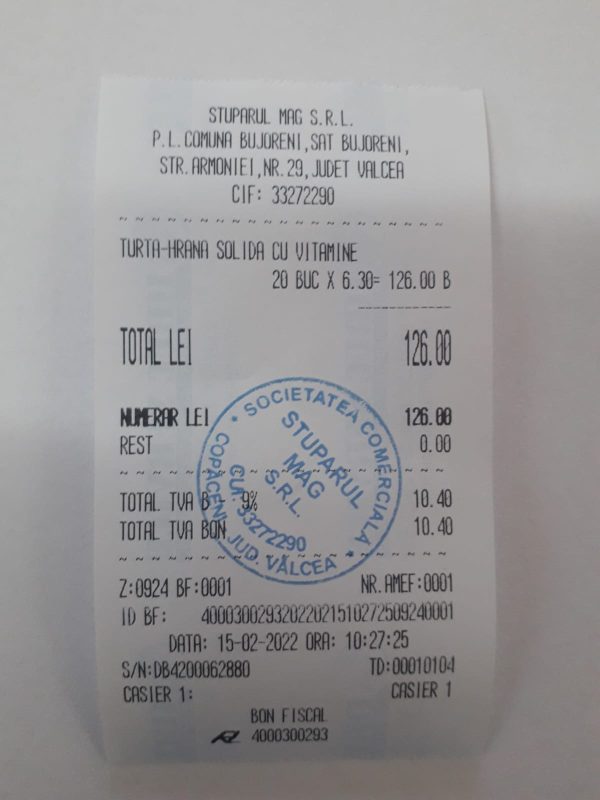 STUPARUL MAG S.R.L.
P.L.COMUNA BUJORENI,SAT BUJORENI,
STR.ARMONIEI,NR.29,JUDET VALCEA
CIF: 33272290
TURTA-HRANA SOLIDA CU VITAMINE
20 BUC X 6.30= 126.00 B
TOTAL LEI 126.00
NUMERAR LEI 126.00
REST 0.00
TOTAL TVA B - 9% 10.40
TOTAL TVA BON 10.40
SOCIETATEA COMERCIALA
STUPARUL
MAG
S.R.L.
CUI: 33272290
COPĂCENI JUD. VÂLCEA
Z:0924 BF:0001 NR.AMEF:0001
ID BF: 40003002932022021510272509240001
DATA: 15-02-2022 ORA: 10:27:25
S/N:DB4200062880 TD:00010104
CASIER 1: CASIER 1
BON FISCAL
4000300293